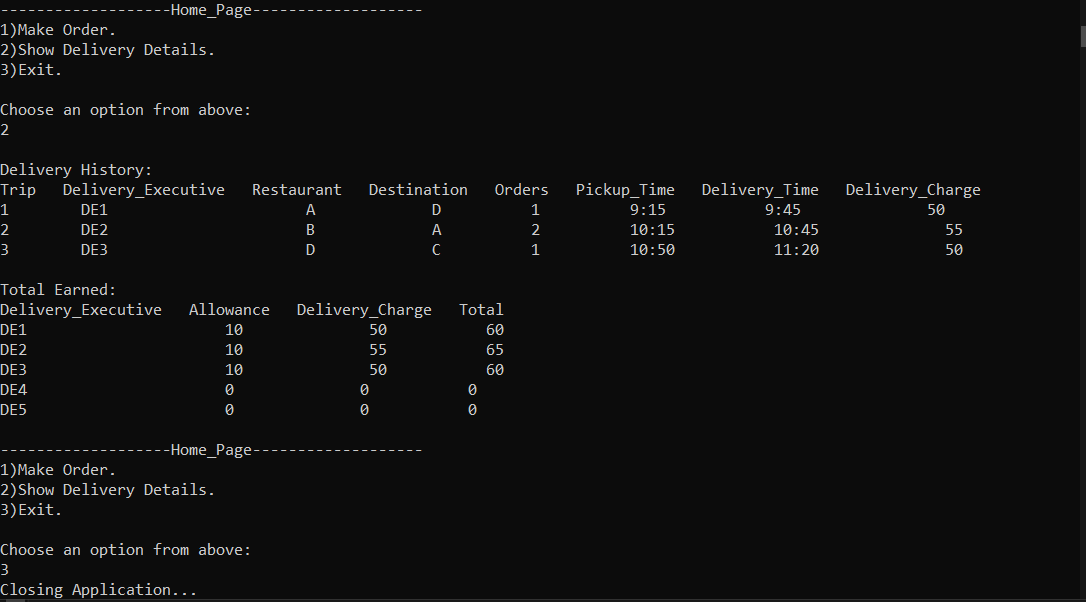 -------------------Home_Page-------------------
1)Make Order.
2)Show Delivery Details.
3)Exit.

Choose an option from above:
2

Delivery History:
Trip   Delivery_Executive   Restaurant   Destination   Orders   Pickup_Time   Delivery_Time   Delivery_Charge
1        DE1                      A             D          1          9:15           9:45              50
2        DE2                      B             A          2          10:15           10:45              55
3        DE3                      D             C          1          10:50           11:20              50

Total Earned:
Delivery_Executive   Allowance   Delivery_Charge   Total
DE1                      10              50           60
DE2                      10              55           65
DE3                      10              50           60
DE4                      0              0           0
DE5                      0              0           0

-------------------Home_Page-------------------
1)Make Order.
2)Show Delivery Details.
3)Exit.

Choose an option from above:
3
Closing Application...